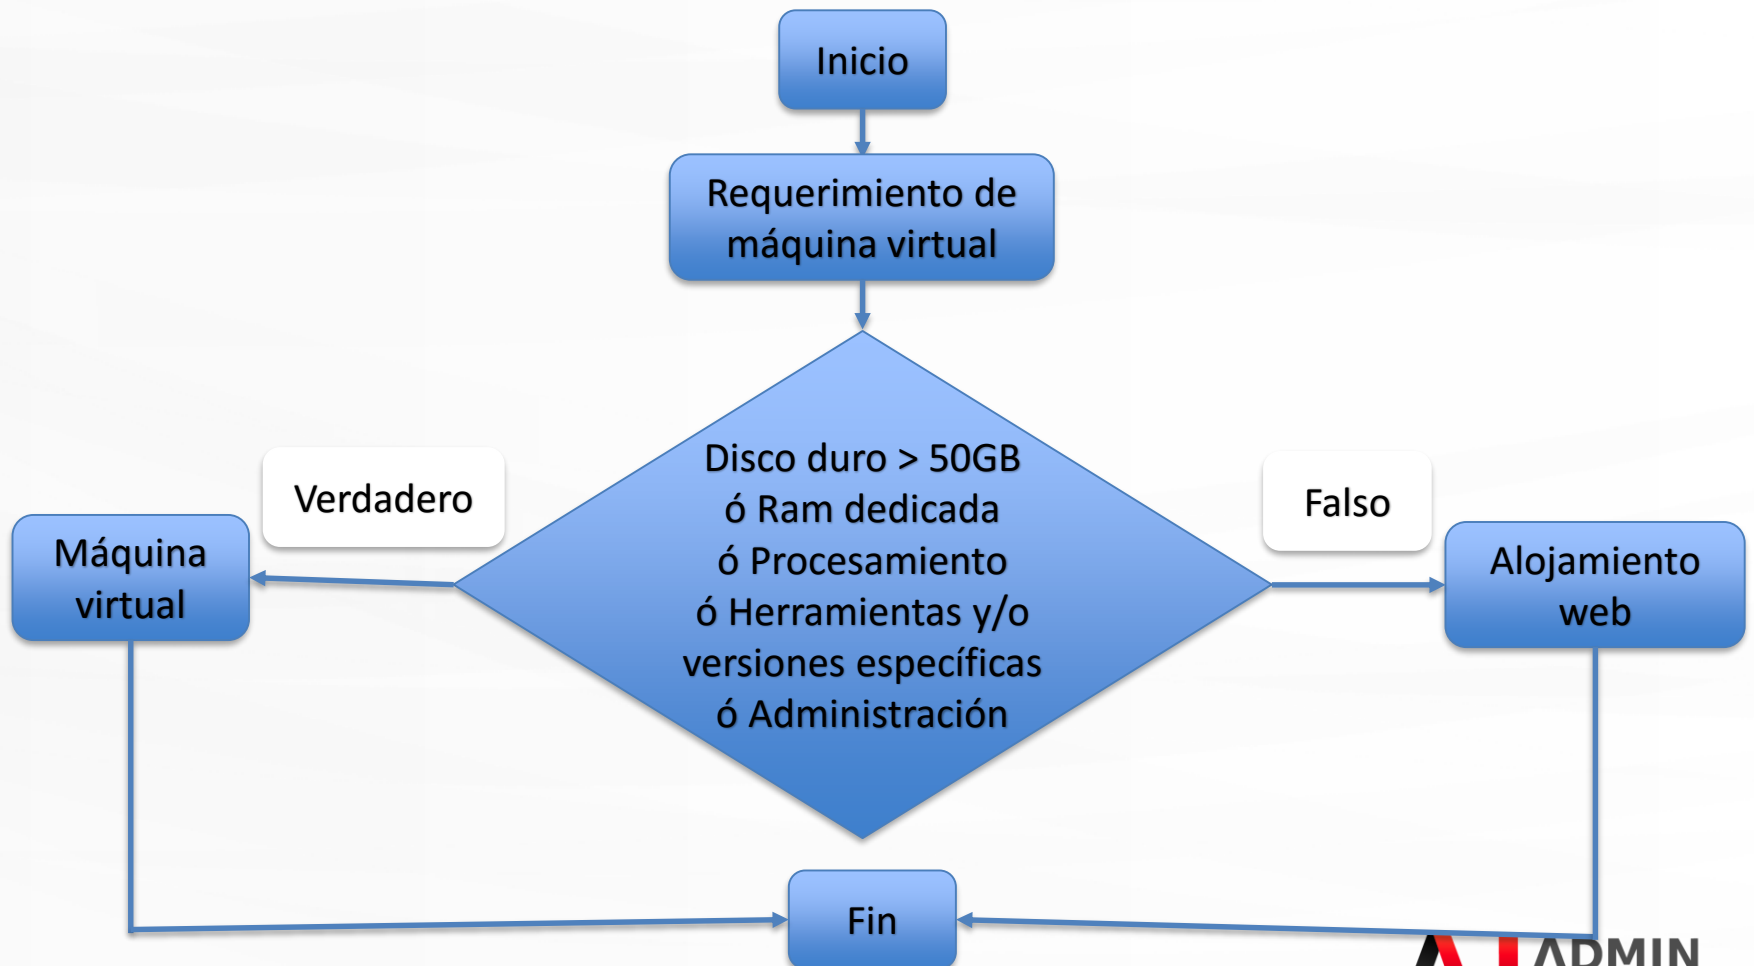 Inicio
Requerimiento de
máquina virtual
Disco duro > 50GB
ó Ram dedicada
ó Procesamiento
ó Herramientas y/o
versiones específicas
ó Administración
Verdadero
Falso
Máquina
virtual
Alojamiento
web
Fin
ADMIN